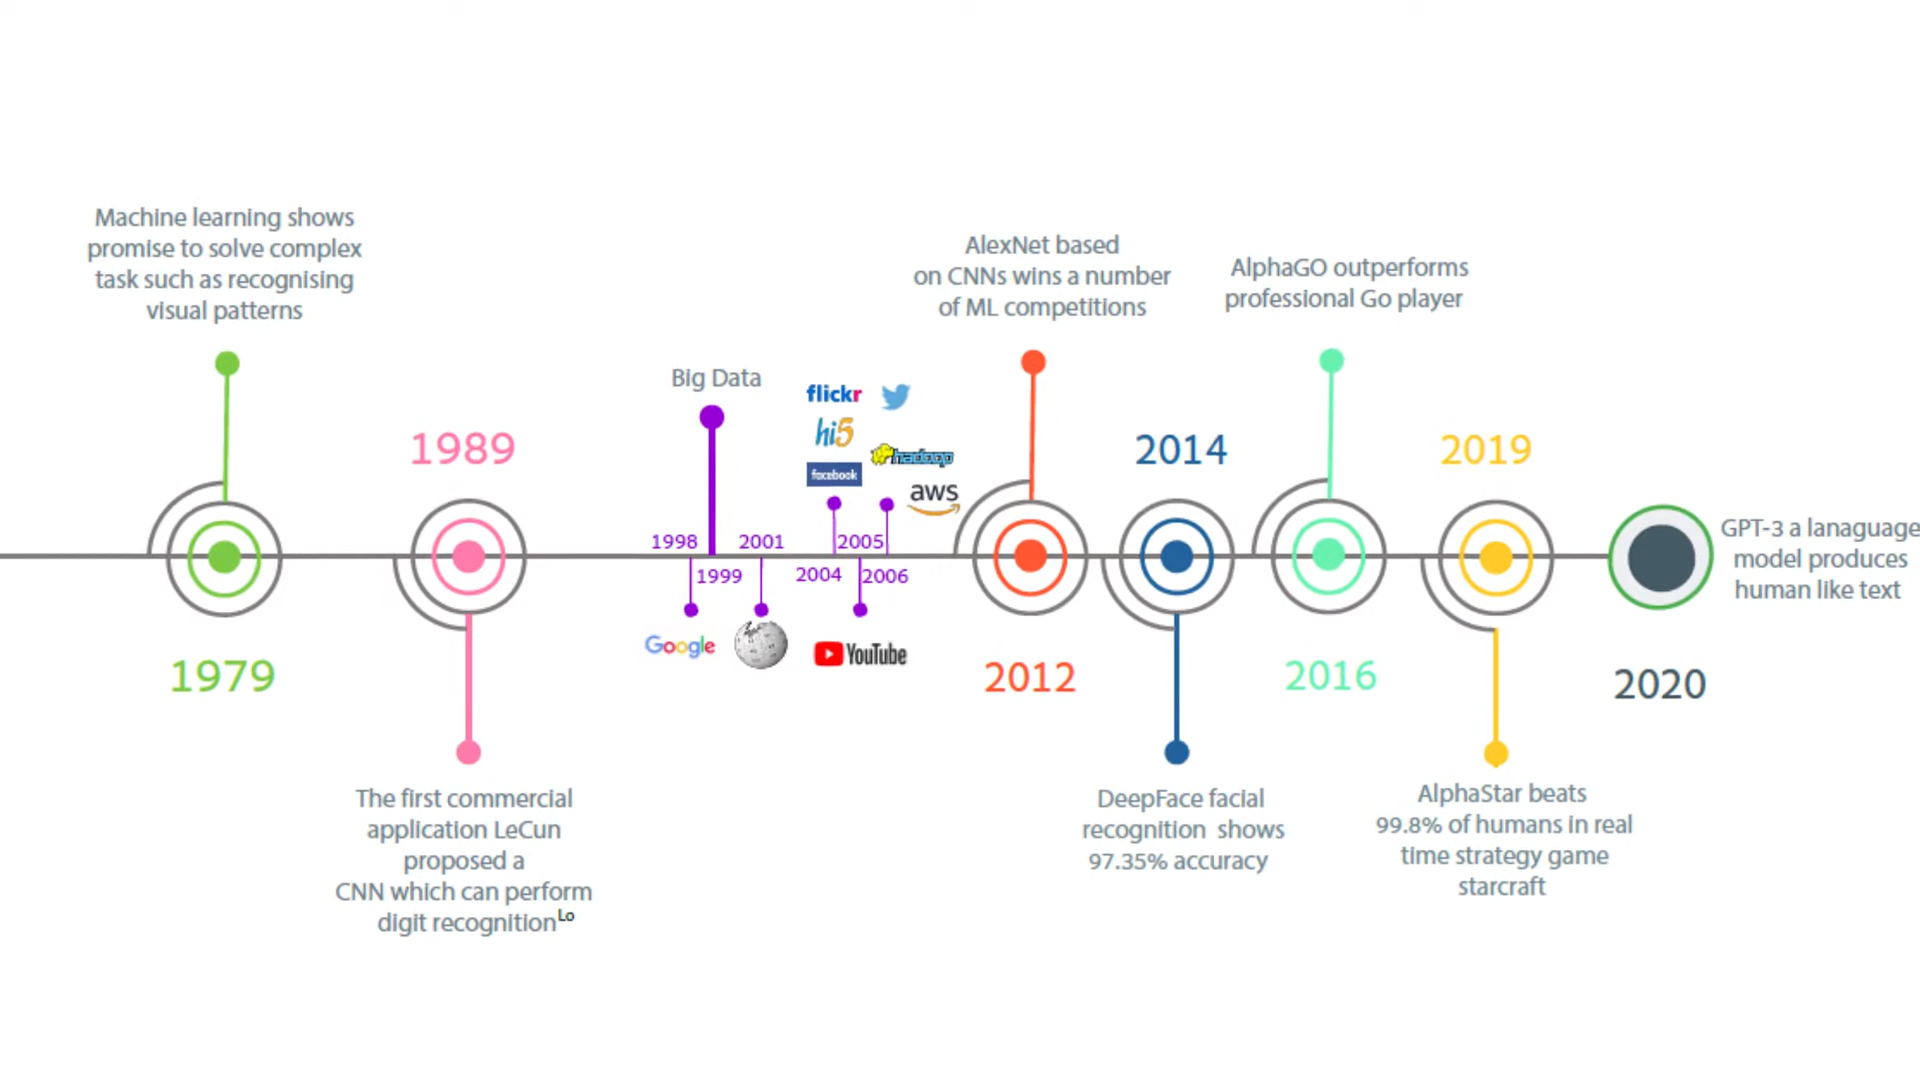 Machine learning shows
promise to solve complex
task such as recognising
visual patterns
1979
1989
The first commercial
application LeCun
proposed a
CNN which can perform
digit recognitionLo
Big Data
1998
1999
2001
2004
2005
2006
Google
flickr
hi5
facebook
hadoop
aws
YouTube
AlexNet based
on CNNs wins a number
of ML competitions
2012
2014
DeepFace facial
recognition shows
97.35% accuracy
AlphaGO outperforms
professional Go player
2016
2019
AlphaStar beats
99.8% of humans in real
time strategy game
starcraft
GPT-3 a lanaguage
model produces
human like text
2020